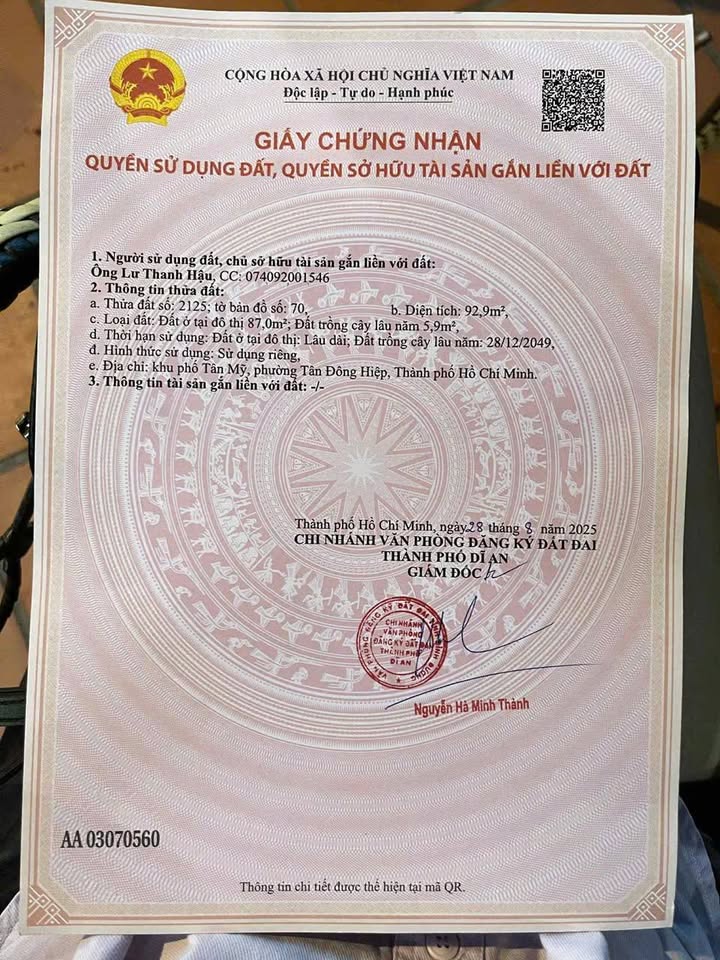 CỘNG HÒA XÃ HỘI CHỦ NGHĨA VIỆT NAM
Độc lập - Tự do - Hạnh phúc
GIẤY CHỨNG NHẬN
QUYỀN SỬ DỤNG ĐẤT, QUYỀN SỞ HỮU TÀI SẢN GẮN LIỀN VỚI ĐẤT
1. Người sử dụng đất, chủ sở hữu tài sản gắn liền với đất:
Ông Lư Thanh Hậu, CC: 074092001546
2. Thông tin thửa đất:
a. Thửa đất số: 2125; tờ bản đồ số: 70, b. Diện tích: 92,9m²,
c. Loại đất: Đất ở tại đô thị 87,0m²; Đất trồng cây lâu năm 5,9m²,
d. Thời hạn sử dụng: Đất ở tại đô thị: Lâu dài; Đất trồng cây lâu năm: 28/12/2049,
đ. Hình thức sử dụng: Sử dụng riêng,
e. Địa chỉ: khu phố Tân Mỹ, phường Tân Đông Hiệp, Thành phố Hồ Chí Minh.
3. Thông tin tài sản gắn liền với đất: -/-
Thành phố Hồ Chí Minh, ngày 28 tháng 8 năm 2025
CHI NHÁNH VĂN PHÒNG ĐĂNG KÝ ĐẤT ĐAI
THÀNH PHỐ DĨ AN
GIÁM ĐỐC
VĂN PHÒNG ĐĂNG KÝ ĐẤT ĐAI TỈNH BÌNH DƯƠNG
CHI NHÁNH
VĂN PHÒNG
ĐĂNG KÝ ĐẤT ĐAI
THÀNH PHỐ
DĨ AN
Nguyễn Hà Minh Thành
AA 03070560
Thông tin chi tiết được thể hiện tại mã QR.